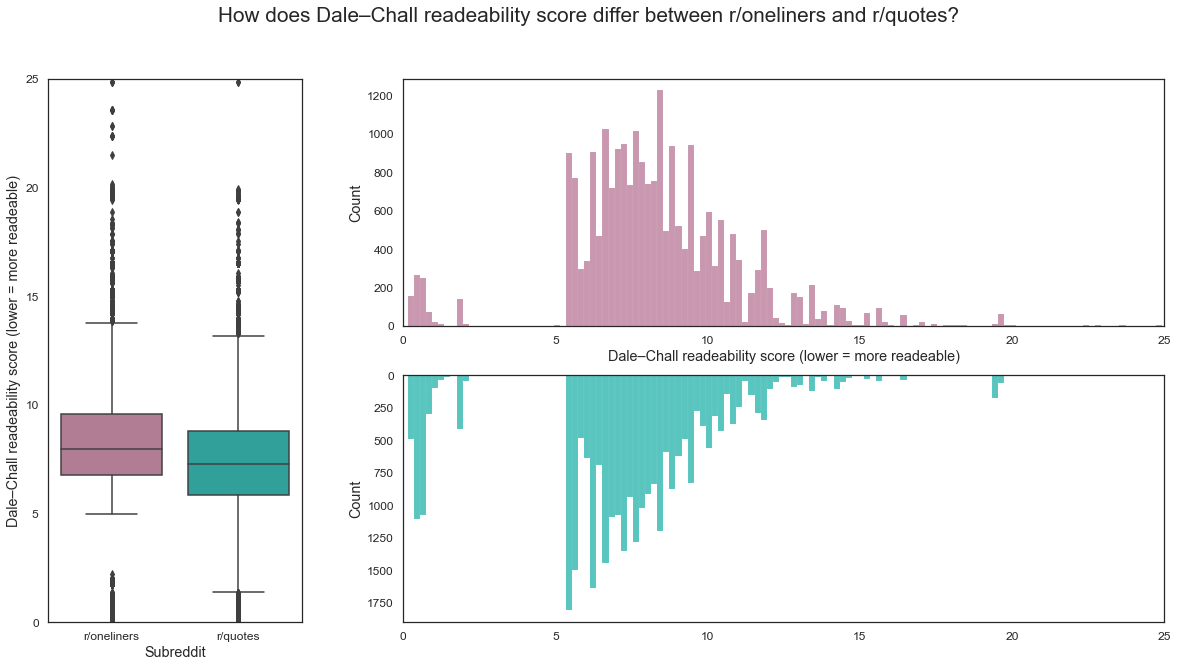 How does Dale–Chall readeability score differ between r/oneliners and r/quotes?
Dale–Chall readeability score (lower = more readeable)
25
20
15
10
5
0
r/oneliners r/quotes
Subreddit
Count
1200
1000
800
600
400
200
0
0 5 10 15 20 25
Dale–Chall readeability score (lower = more readeable)
Count
0
250
500
750
1000
1250
1500
1750
0 5 10 15 20 25